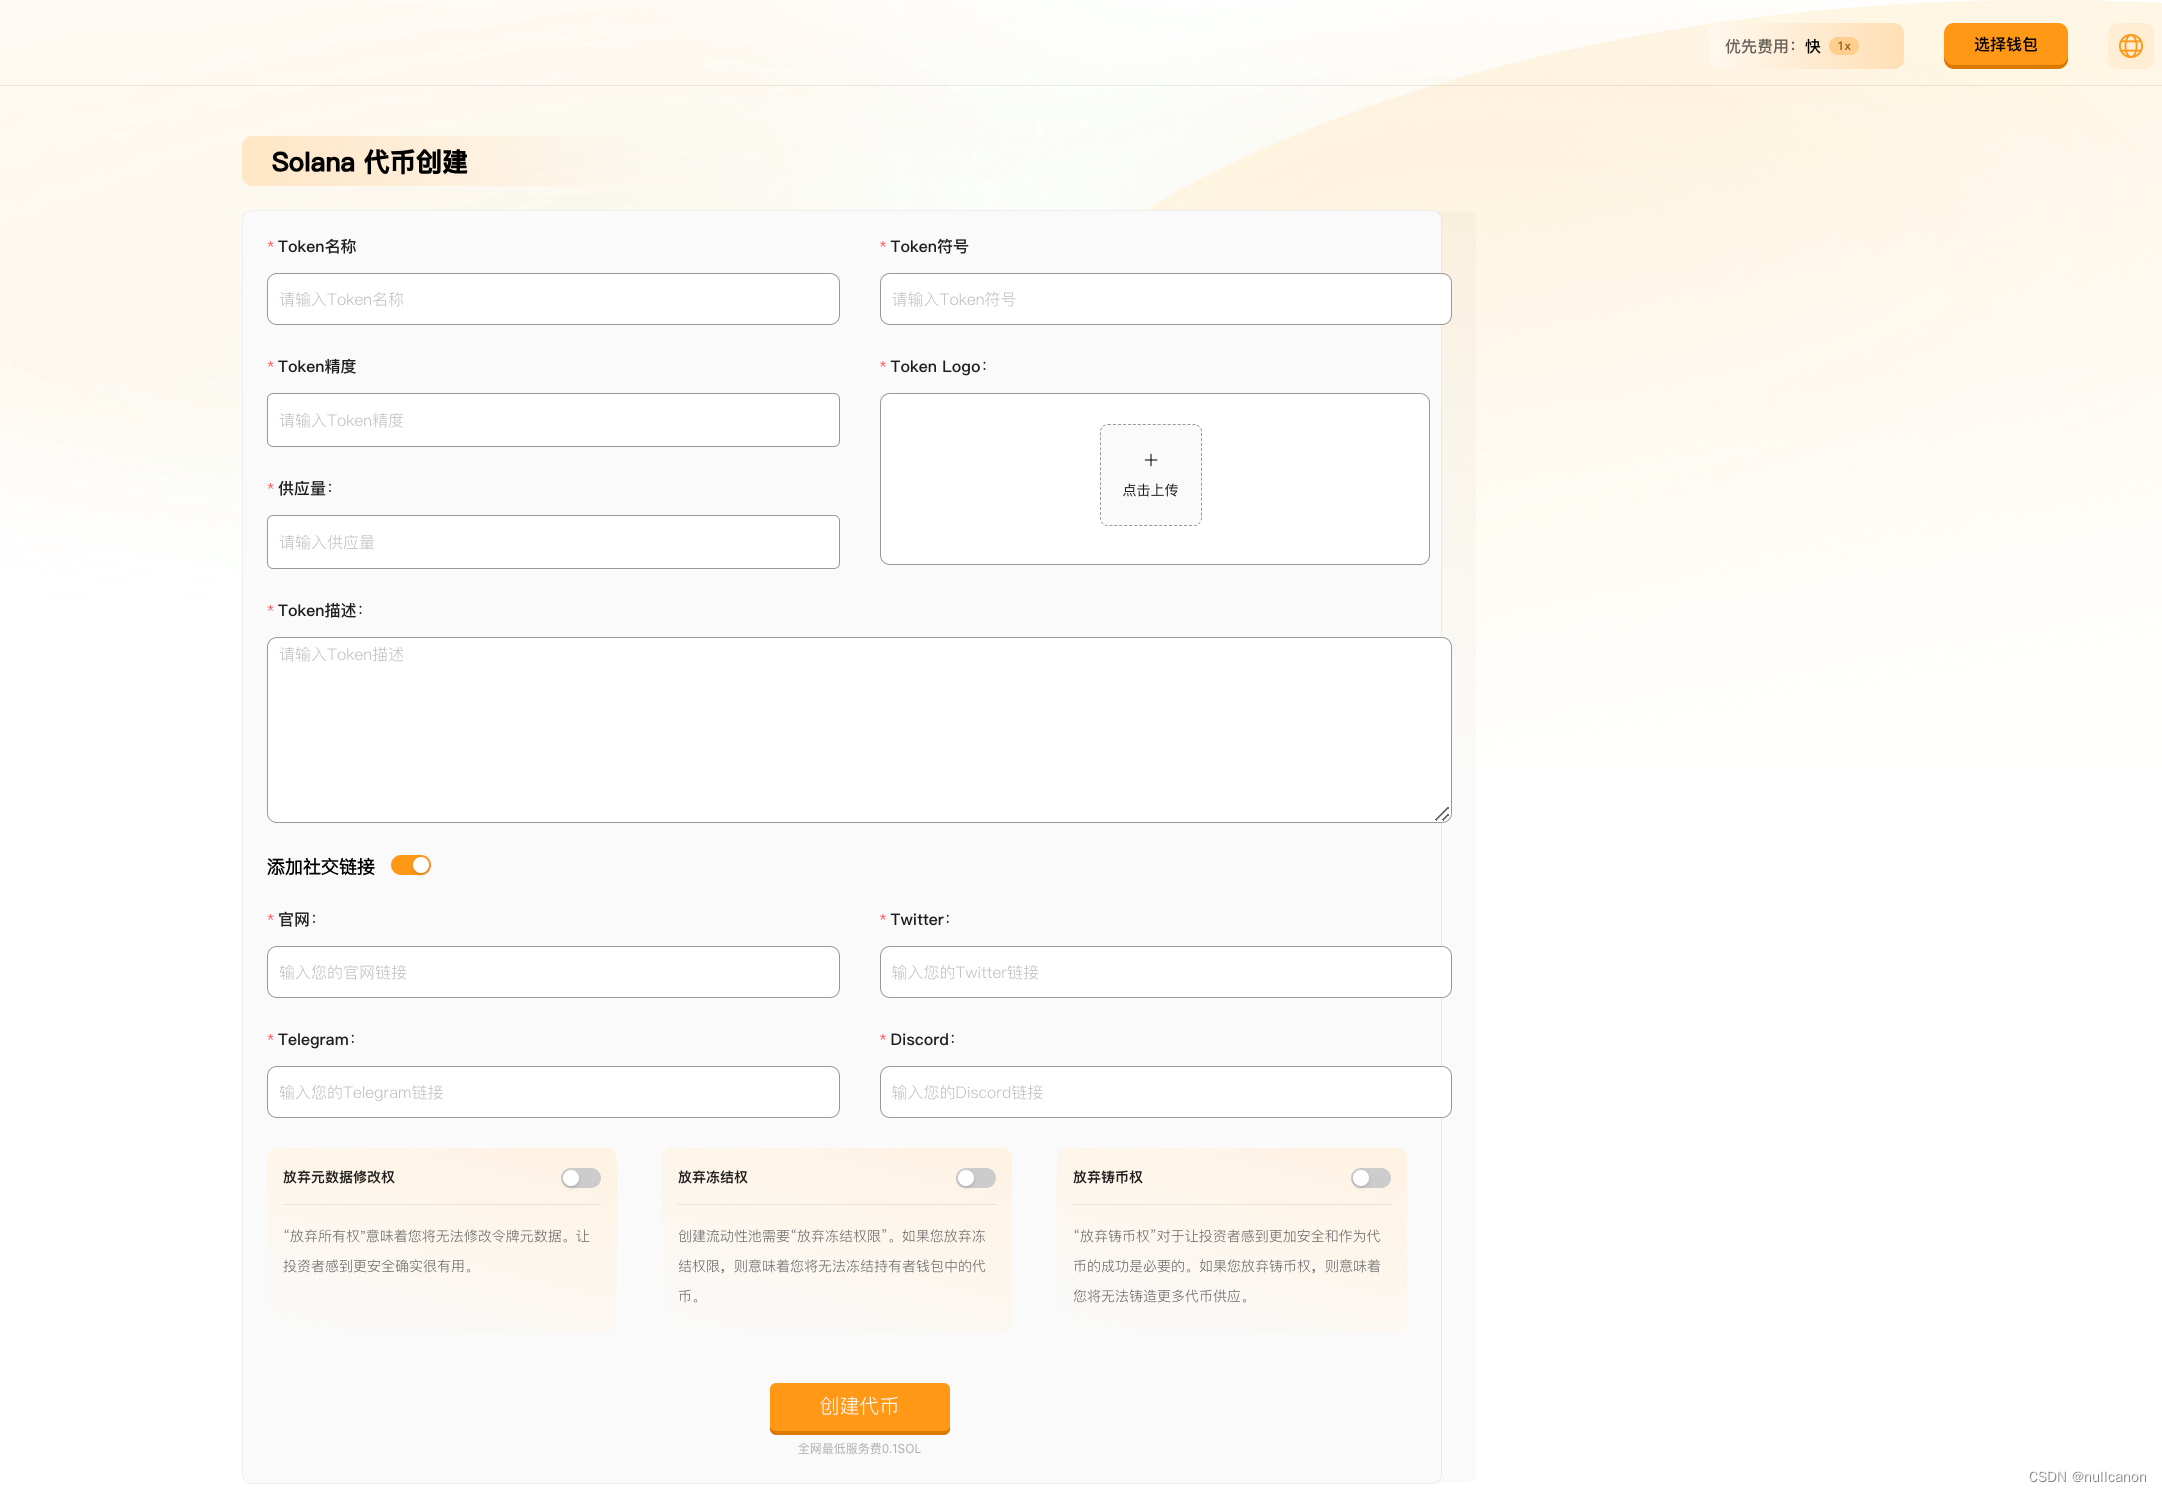 优先费用：快 1x
选择钱包
Solana 代币创建
* Token名称
请输入Token名称
* Token符号
请输入Token符号
* Token精度
请输入Token精度
* Token Logo：
点击上传
* 供应量：
请输入供应量
* Token描述：
请输入Token描述
添加社交链接
* 官网：
输入您的官网链接
* Twitter：
输入您的Twitter链接
* Telegram：
输入您的Telegram链接
* Discord：
输入您的Discord链接
放弃元数据修改权
“放弃所有权”意味着您将无法修改令牌元数据。让
投资者感到更安全确实很有用。
放弃冻结权
创建流动性池需要“放弃冻结权限”。如果您放弃冻
结权限，则意味着您将无法冻结持有者钱包中的代
币。
放弃铸币权
“放弃铸币权”对于让投资者感到更加安全和作为代
币的成功是必要的。如果您放弃铸币权，则意味着
您将无法铸造更多代币供应。
创建代币
全网最低服务费0.1SOL
CSDN @nullcanon